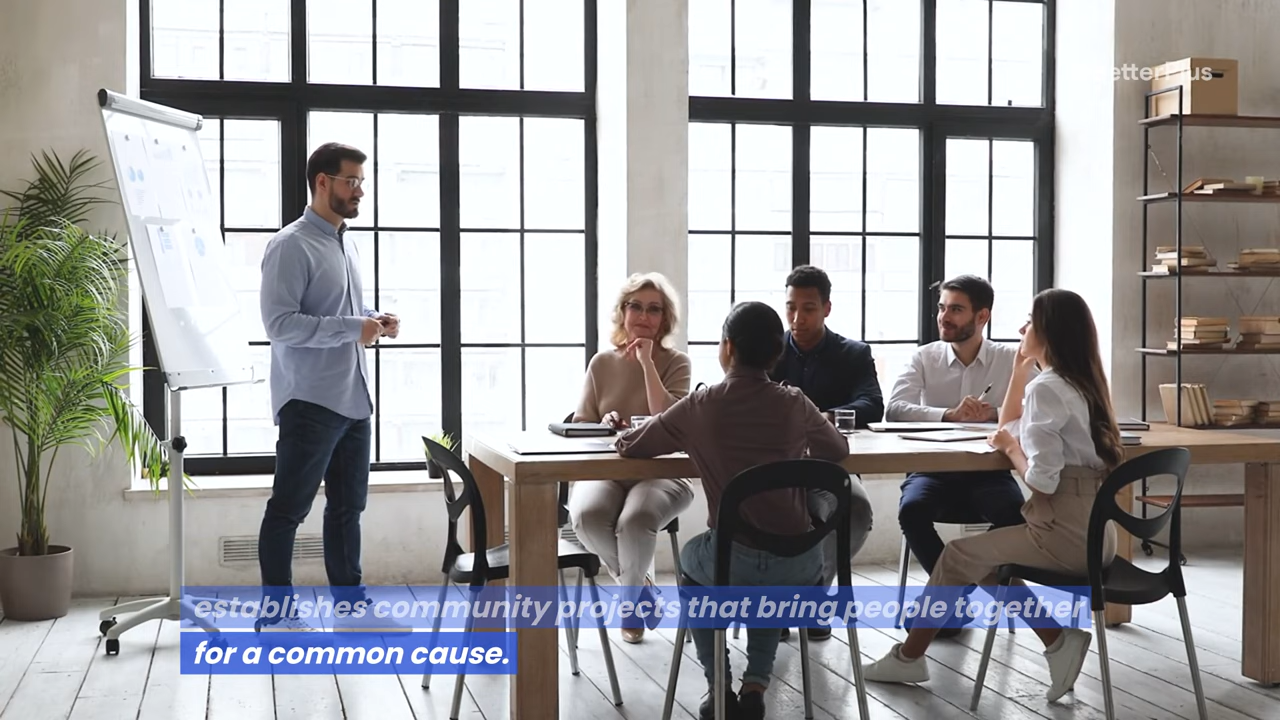 establishes community projects that bring people together
for a common cause.